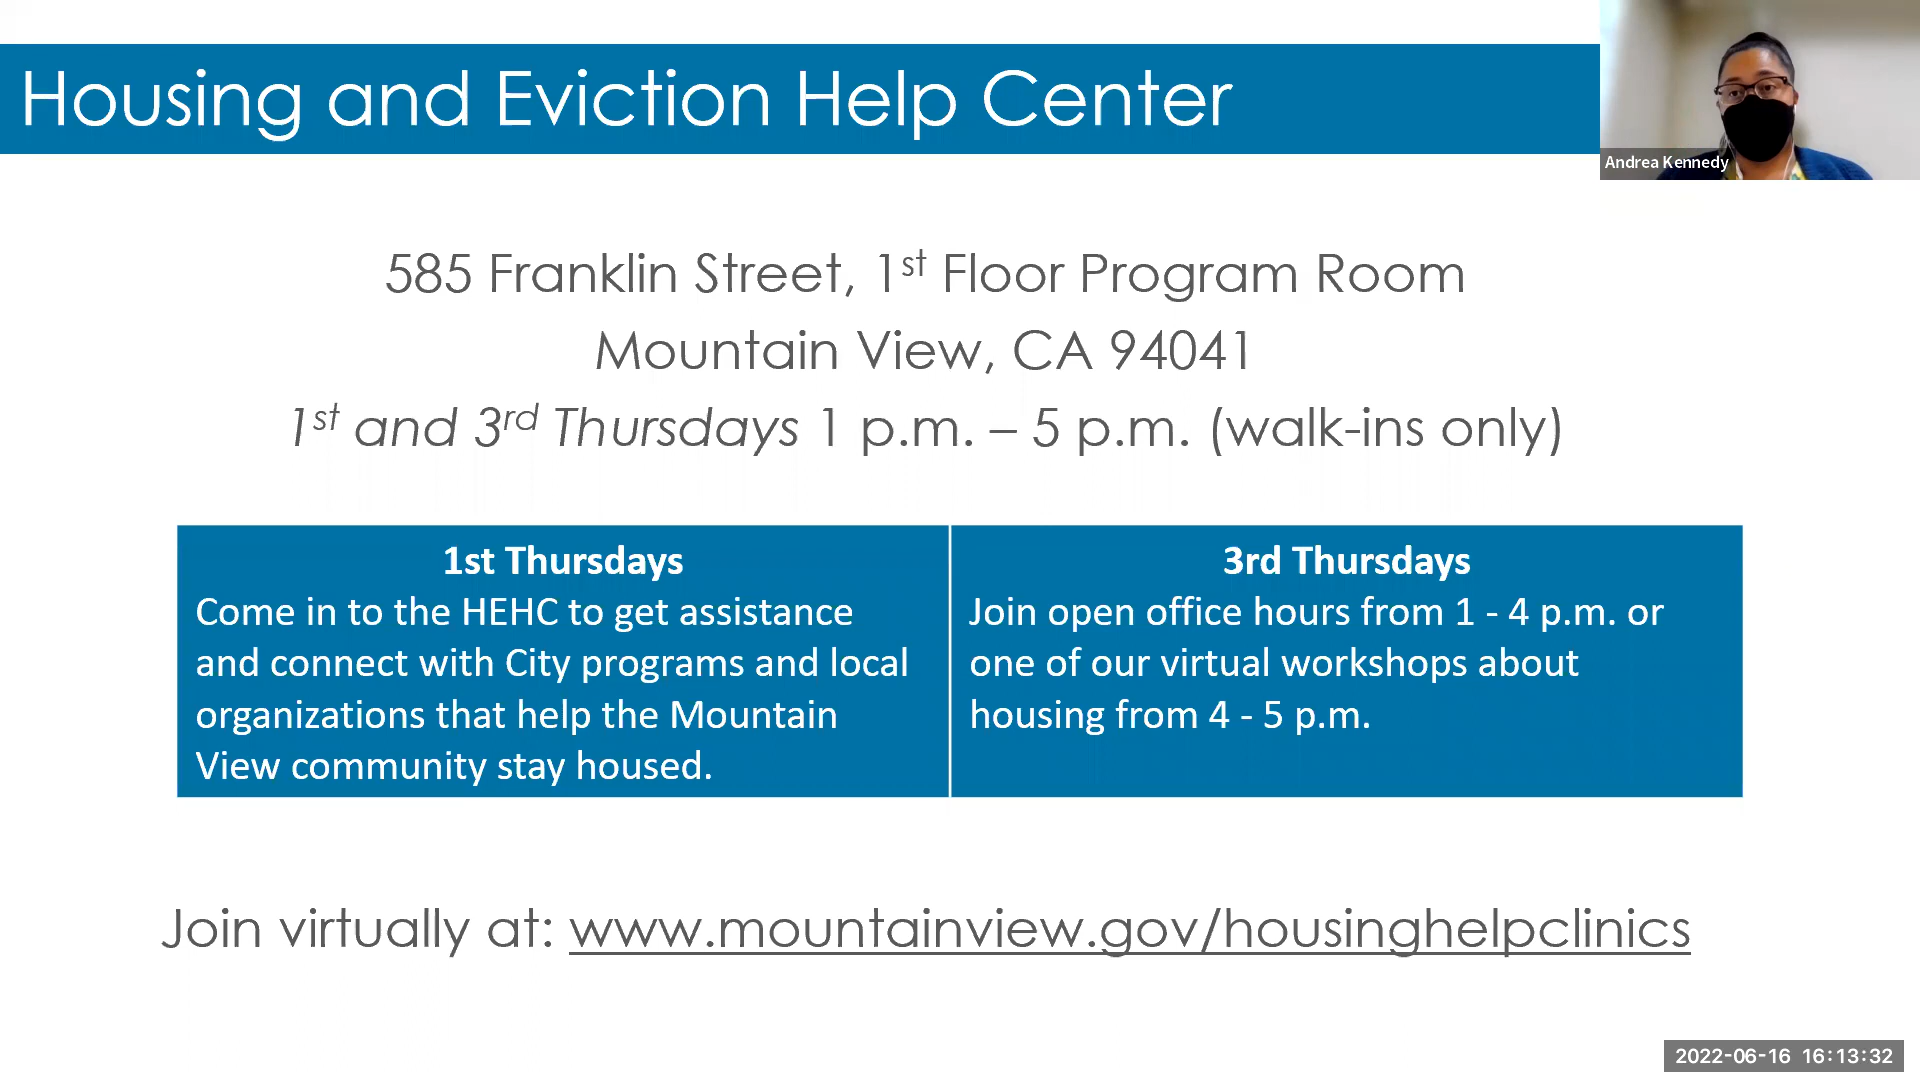 Housing and Eviction Help Center
Andrea Kennedy
585 Franklin Street, 1st Floor Program Room
Mountain View, CA 94041
1st and 3rd Thursdays 1 p.m. – 5 p.m. (walk-ins only)
1st Thursdays
Come in to the HEHC to get assistance
and connect with City programs and local
organizations that help the Mountain
View community stay housed.
3rd Thursdays
Join open office hours from 1 - 4 p.m. or
one of our virtual workshops about
housing from 4 - 5 p.m.
Join virtually at: www.mountainview.gov/housinghelpclinics
2022-06-16 16:13:32